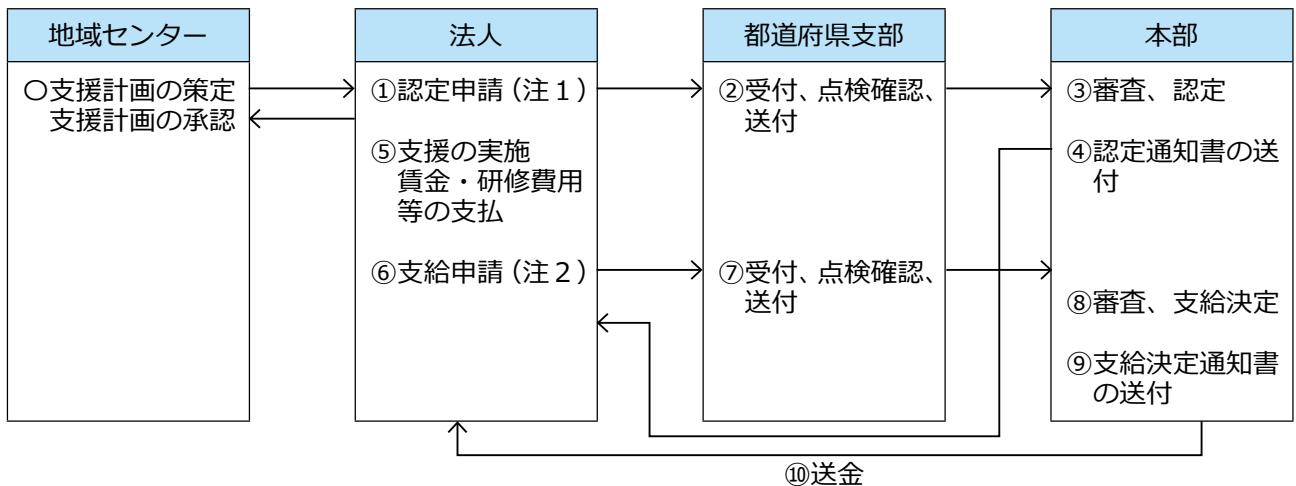 地域センター
〇支援計画の策定
支援計画の承認
法人
①認定申請（注１）
⑤支援の実施
賃金・研修費用
等の支払
⑥支給申請（注２）
都道府県支部
②受付、点検確認、
送付
⑦受付、点検確認、
送付
本部
③審査、認定
④認定通知書の送
付
⑧審査、支給決定
⑨支給決定通知書
の送付
⑩送金